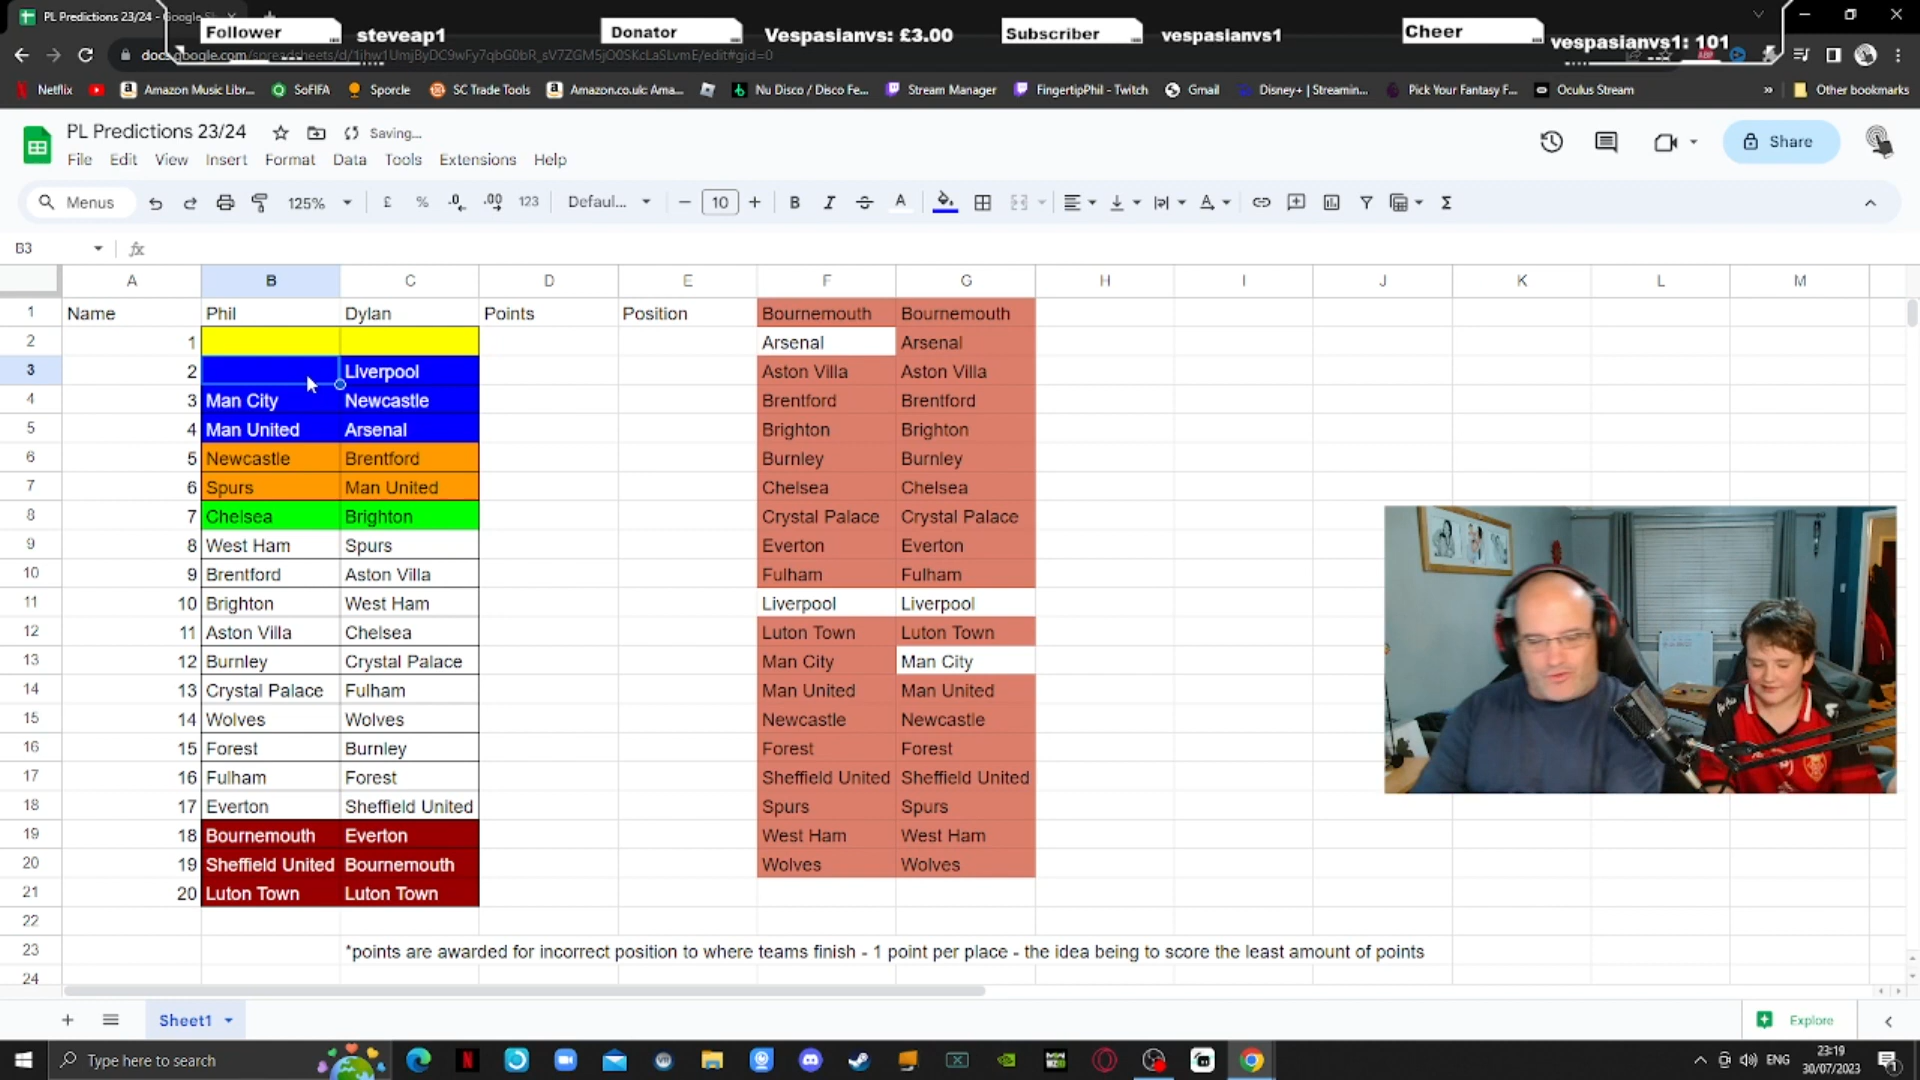 PL Predictions 23/24 - Google S
Follower steveap1 Donator Vespasianvs: £3.00 Subscriber vespasianvs1 Cheer vespasianvs1: 101
Netflix Amazon Music Libr... SoFIFA Sporcle SC Trade Tools Amazon.co.uk: Ama... Nu Disco / Disco Fe... Stream Manager FingertipPhil - Twitch Gmail Disney+ | Streamin... Pick Your Fantasy F... Oculus Stream » Other bookmarks
PL Predictions 23/24 Saving...
File Edit View Insert Format Data Tools Extensions Help
Share
Menus 125% £ % .0 .00 123 Defaul... - 10 + B I A Σ
B3 fx
A B C D E F G H I J K L M
1 Name Phil Dylan Points Position Bournemouth Bournemouth
2 1 Arsenal Arsenal
3 2 Liverpool Aston Villa Aston Villa
4 3 Man City Newcastle Brentford Brentford
5 4 Man United Arsenal Brighton Brighton
6 5 Newcastle Brentford Burnley Burnley
7 6 Spurs Man United Chelsea Chelsea
8 7 Chelsea Brighton Crystal Palace Crystal Palace
9 8 West Ham Spurs Everton Everton
10 9 Brentford Aston Villa Fulham Fulham
11 10 Brighton West Ham Liverpool Liverpool
12 11 Aston Villa Chelsea Luton Town Luton Town
13 12 Burnley Crystal Palace Man City Man City
14 13 Crystal Palace Fulham Man United Man United
15 14 Wolves Wolves Newcastle Newcastle
16 15 Forest Burnley Forest Forest
17 16 Fulham Forest Sheffield United Sheffield United
18 17 Everton Sheffield United Spurs Spurs
19 18 Bournemouth Everton West Ham West Ham
20 19 Sheffield United Bournemouth Wolves Wolves
21 20 Luton Town Luton Town
22
23 *points are awarded for incorrect position to where teams finish - 1 point per place - the idea being to score the least amount of points
24
+ Sheet1 Explore
Type here to search ENG 23:19
30/07/2023